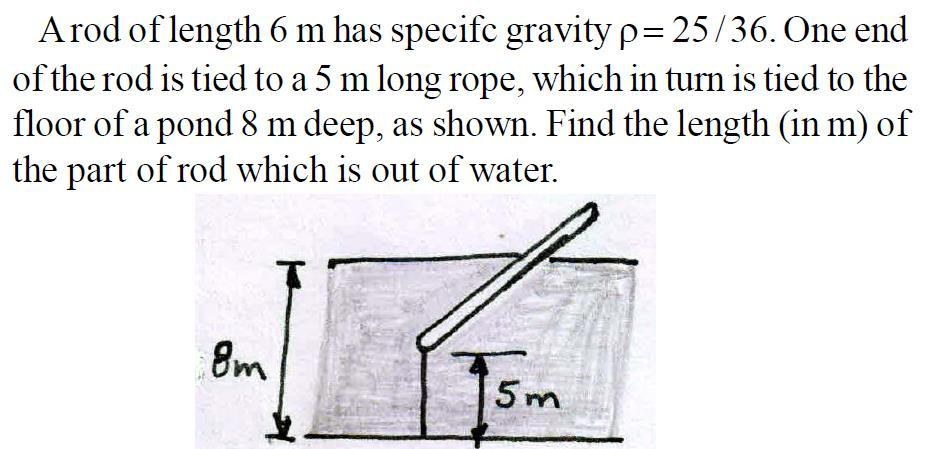 A rod of length 6 m has specifc gravity ρ= 25/36. One end
of the rod is tied to a 5 m long rope, which in turn is tied to the
floor of a pond 8 m deep, as shown. Find the length (in m) of
the part of rod which is out of water.
8m
5m